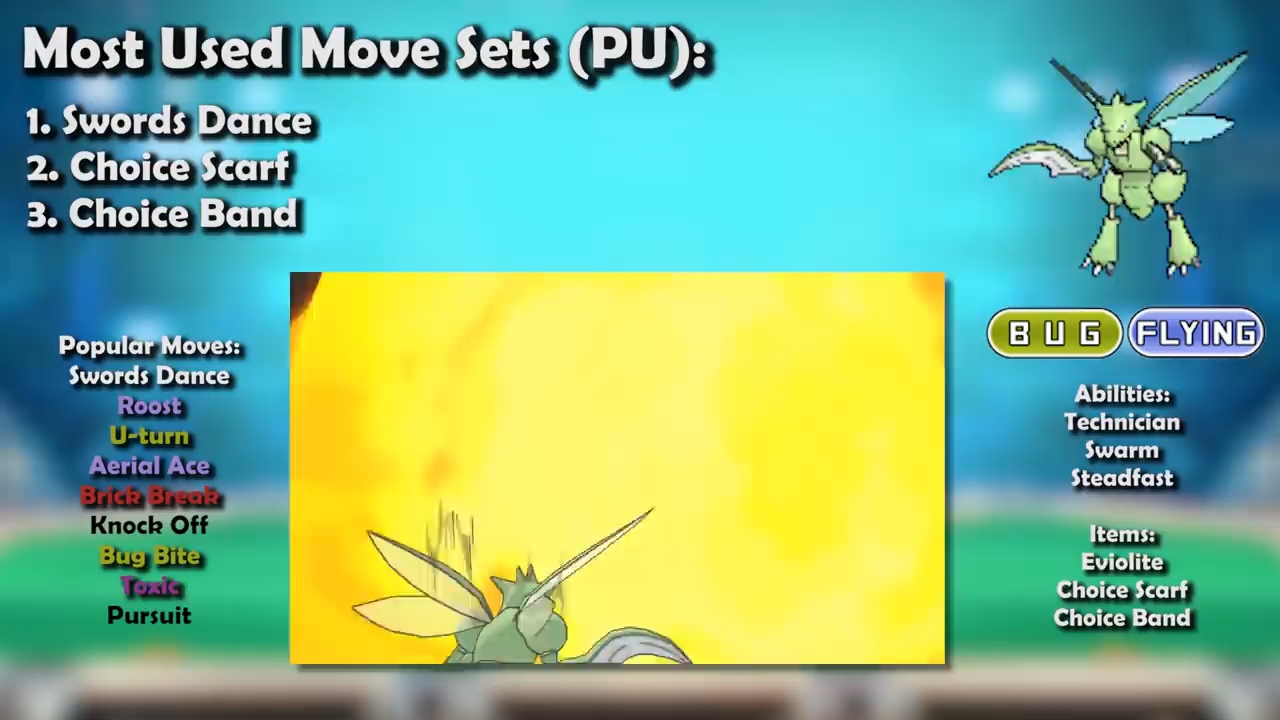 Most Used Move Sets (PU):
1. Swords Dance
2. Choice Scarf
3. Choice Band
Popular Moves:
Swords Dance
Roost
U-turn
Aerial Ace
Brick Break
Knock Off
Bug Bite
Toxic
Pursuit
BUG FLYING
Abilities:
Technician
Swarm
Steadfast
Items:
Eviolite
Choice Scarf
Choice Band